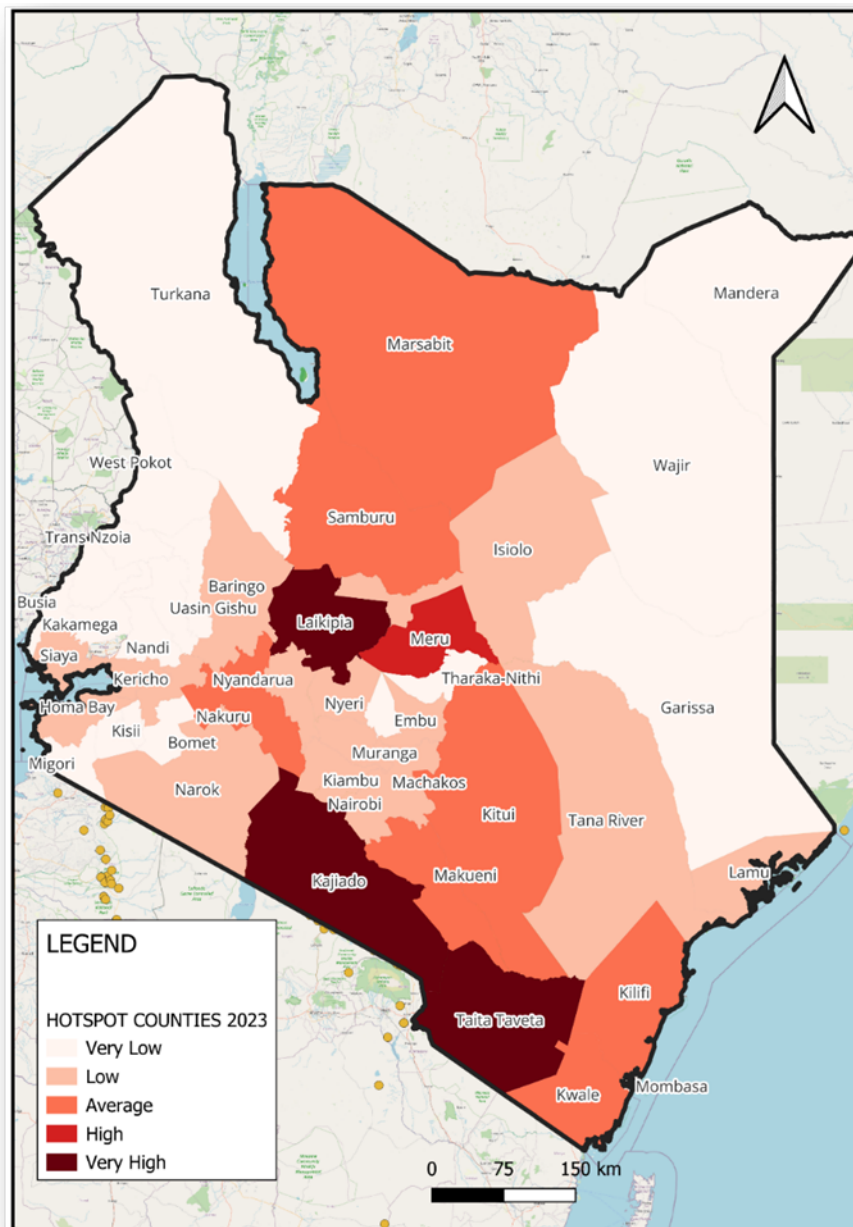 Turkana
Mandera
Marsabit
West Pokot
Wajir
Samburu
Trans Nzoia
Isiolo
Baringo
Busia
Uasin Gishu
Kakamega
Laikipia
Meru
Nandi
Siaya
Kericho
Nyandarua
Tharaka-Nithi
Nyeri
Homa Bay
Garissa
Nakuru
Embu
Kisii
Bomet
Muranga
Migori
Kiambu
Machakos
Narok
Nairobi
Kitui
Tana River
Kajiado
Makueni
Lamu
Kilifi
Taita Taveta
Mombasa
Kwale
LEGEND
HOTSPOT COUNTIES 2023
Very Low
Low
Average
High
Very High
0 75 150 km